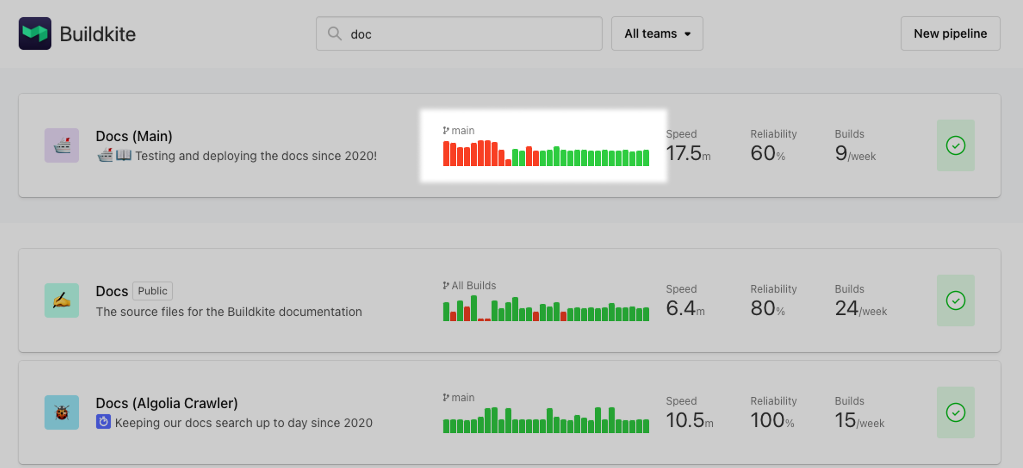 Buildkite
doc
All teams
New pipeline
Docs (Main)
Testing and deploying the docs since 2020!
main
Speed
17.5m
Reliability
60%
Builds
9/week
Docs Public
The source files for the Buildkite documentation
All Builds
Speed
6.4m
Reliability
80%
Builds
24/week
Docs (Algolia Crawler)
Keeping our docs search up to day since 2020
main
Speed
10.5m
Reliability
100%
Builds
15/week